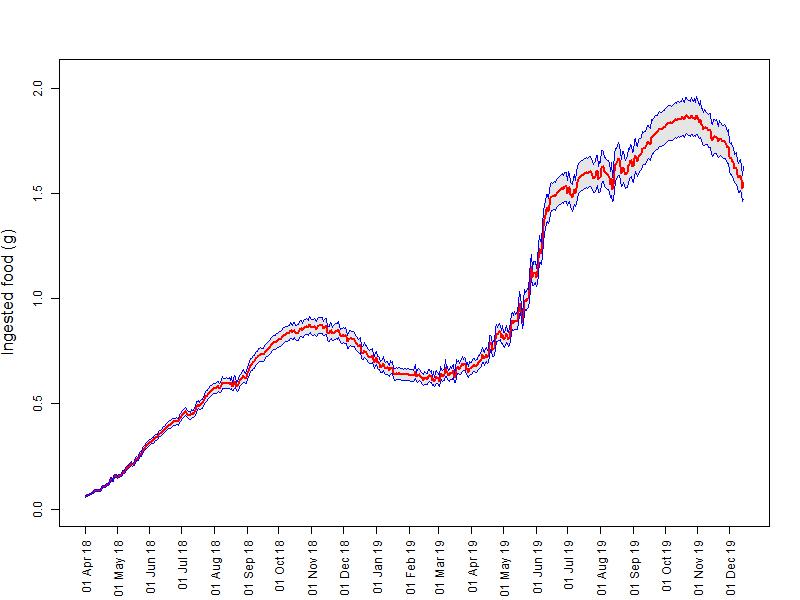 Ingested food (g)
2.0
1.5
1.0
0.5
0.0
01 Apr 18
01 May 18
01 Jun 18
01 Jul 18
01 Aug 18
01 Sep 18
01 Oct 18
01 Nov 18
01 Dec 18
01 Jan 19
01 Feb 19
01 Mar 19
01 Apr 19
01 May 19
01 Jun 19
01 Jul 19
01 Aug 19
01 Sep 19
01 Oct 19
01 Nov 19
01 Dec 19